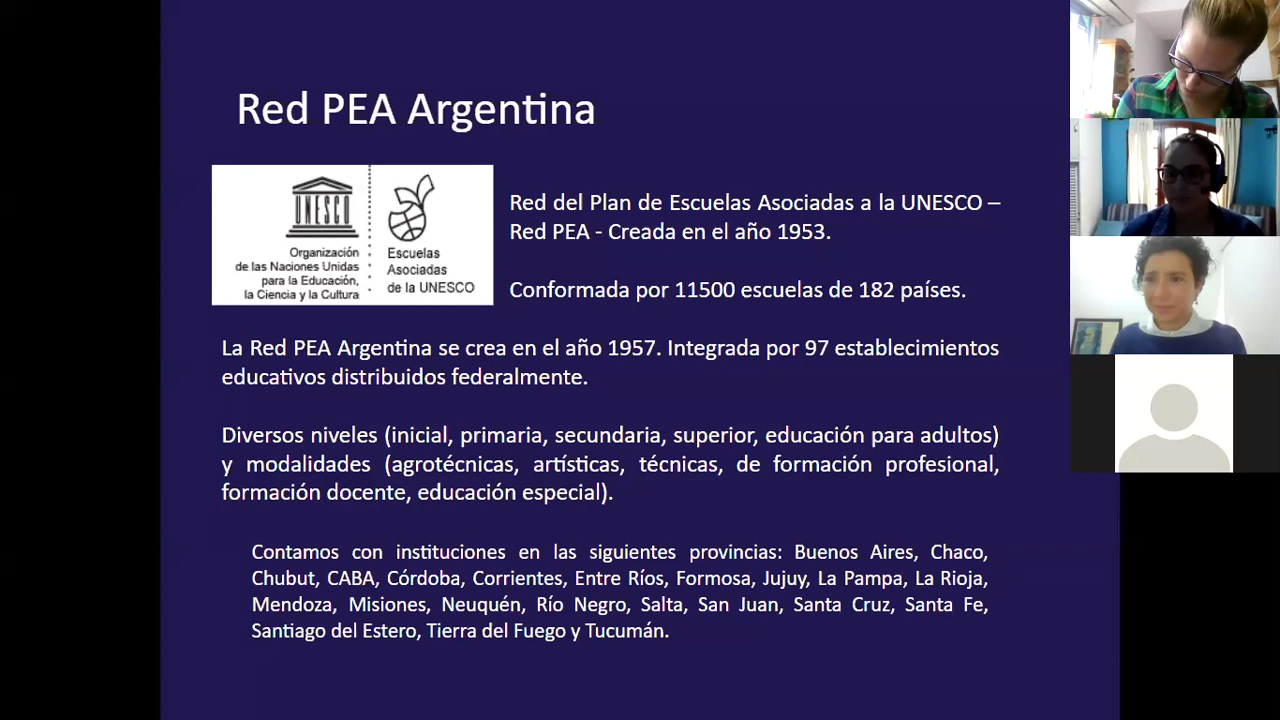 Red PEA Argentina
UNESCO
Organización
de las Naciones Unidas
para la Educación,
la Ciencia y la Cultura
Escuelas
Asociadas
de la UNESCO
Red del Plan de Escuelas Asociadas a la UNESCO –
Red PEA - Creada en el año 1953.
Conformada por 11500 escuelas de 182 países.
La Red PEA Argentina se crea en el año 1957. Integrada por 97 establecimientos
educativos distribuidos federalmente.
Diversos niveles (inicial, primaria, secundaria, superior, educación para adultos)
y modalidades (agrotécnicas, artísticas, técnicas, de formación profesional,
formación docente, educación especial).
Contamos con instituciones en las siguientes provincias: Buenos Aires, Chaco,
Chubut, CABA, Córdoba, Corrientes, Entre Ríos, Formosa, Jujuy, La Pampa, La Rioja,
Mendoza, Misiones, Neuquén, Río Negro, Salta, San Juan, Santa Cruz, Santa Fe,
Santiago del Estero, Tierra del Fuego y Tucumán.